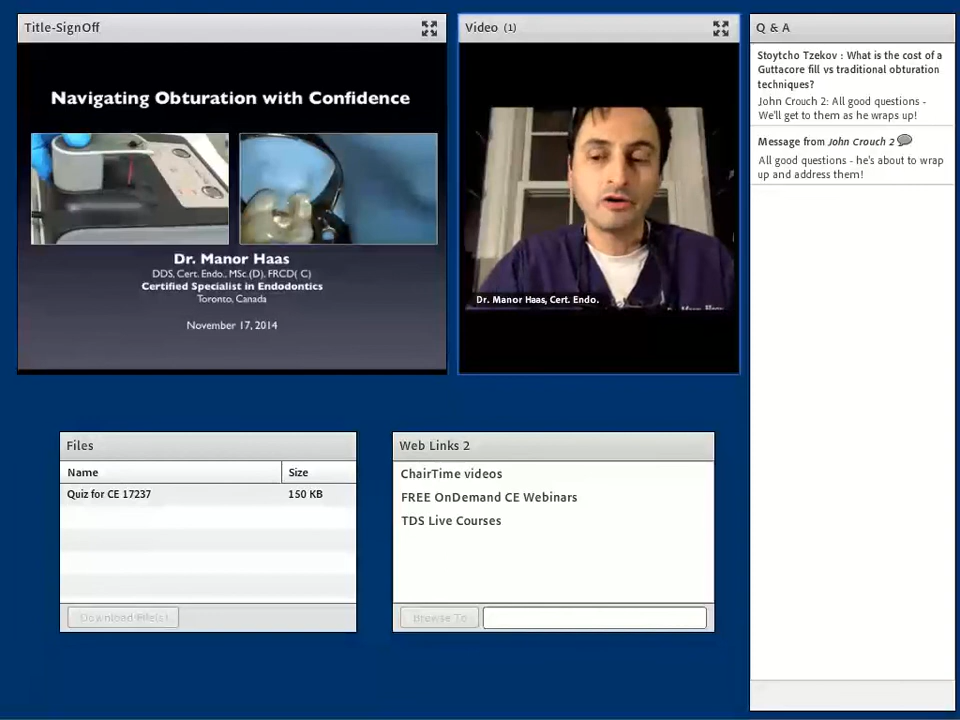 Title-SignOff
Navigating Obturation with Confidence
Dr. Manor Haas
DDS, Cert. Endo., MSc.(D), FRCD( C)
Certified Specialist in Endodontics
Toronto, Canada
November 17, 2014
Video (1)
Dr. Manor Haas, Cert. Endo.
Q & A
Stoytcho Tzekov : What is the cost of a
Guttacore fill vs traditional obturation
techniques?
John Crouch 2: All good questions -
We'll get to them as he wraps up!
Message from John Crouch 2
All good questions - he's about to wrap
up and address them!
Files
Name Size
Quiz for CE 17237 150 KB
Download File(s)
Web Links 2
ChairTime videos
FREE OnDemand CE Webinars
TDS Live Courses
Browse To